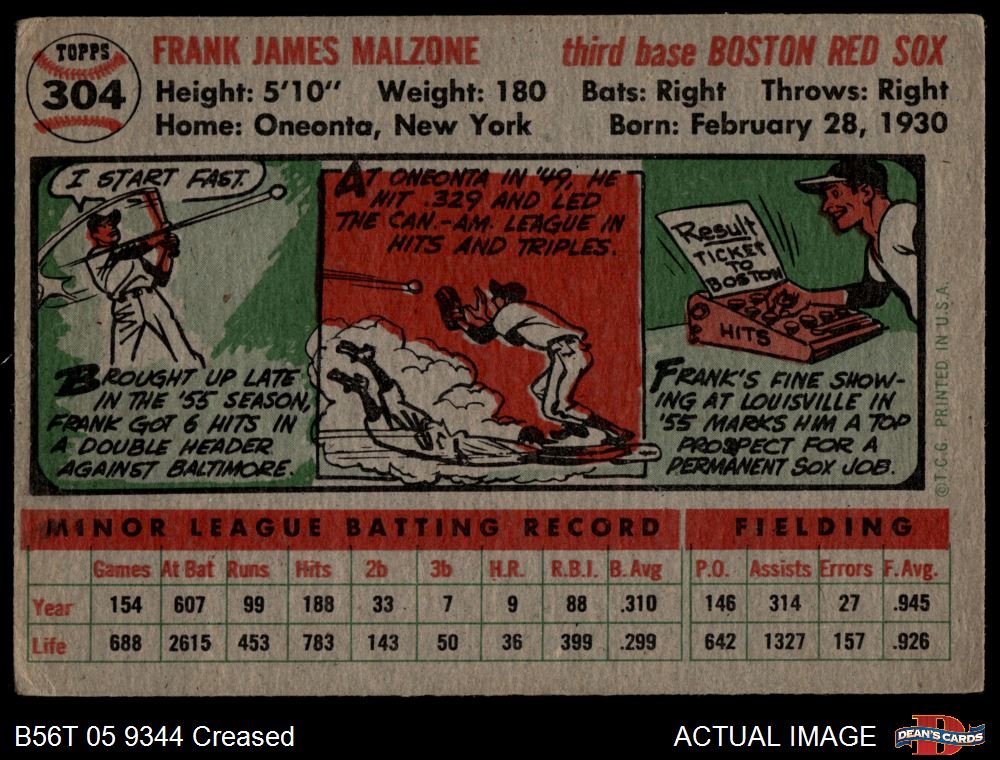 TOPPS
304
FRANK JAMES MALZONE third base BOSTON RED SOX
Height: 5'10" Weight: 180 Bats: Right Throws: Right
Home: Oneonta, New York Born: February 28, 1930
I START FAST.
BROUGHT UP LATE
IN THE '55 SEASON,
FRANK GOT 6 HITS IN
A DOUBLE HEADER
AGAINST BALTIMORE.
AT ONEONTA IN '49, HE
HIT .329 AND LED
THE CAN.-AM. LEAGUE IN
HITS AND TRIPLES.
Result
TICKET
TO
BOSTON
HITS
FRANK'S FINE SHOW-
ING AT LOUISVILLE IN
'55 MARKS HIM A TOP
PROSPECT FOR A
PERMANENT SOX JOB.
©T.C.G. PRINTED IN U.S.A.
MINOR LEAGUE BATTING RECORD FIELDING
Games At Bat Runs Hits 2b 3b H.R. R.B.I. B. Avg P.O. Assists Errors F. Avg.
Year 154 607 99 188 33 7 9 88 .310 146 314 27 .945
Life 688 2615 453 783 143 50 36 399 .299 642 1327 157 .926
B56T 05 9344 Creased ACTUAL IMAGE
D
DEAN'S CARDS